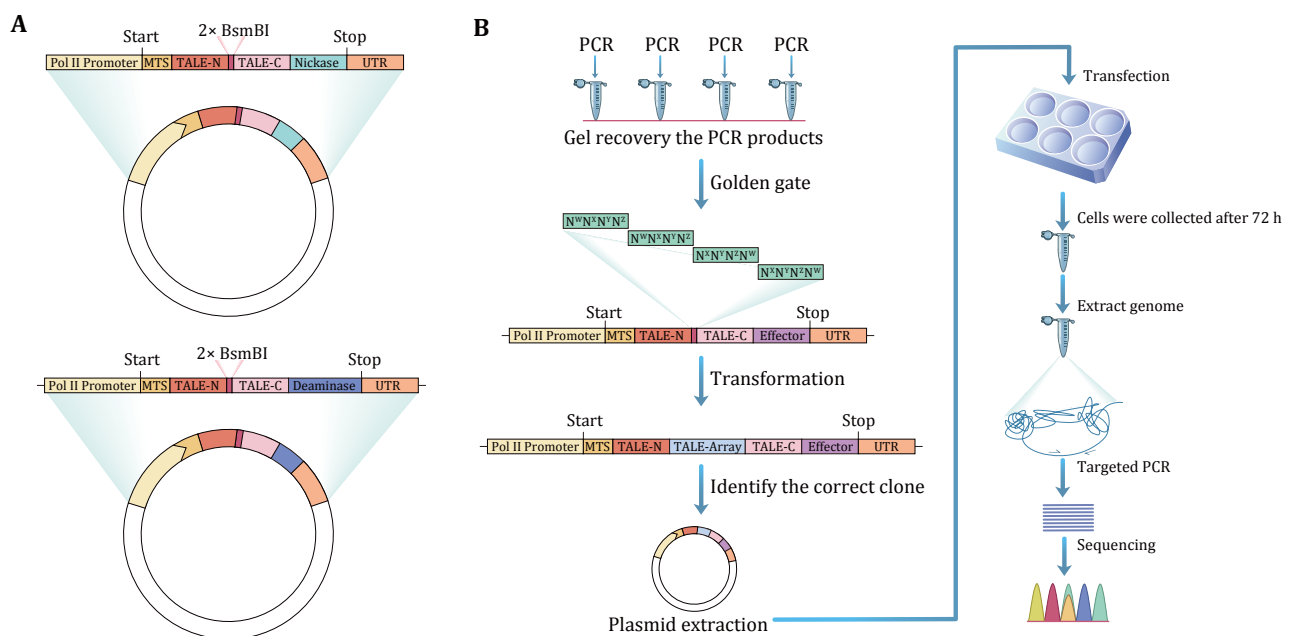 A
2× BsmBI
Start
Stop
Pol II Promoter MTS TALE-N TALE-C Nickase UTR
2× BsmBI
Start
Stop
Pol II Promoter MTS TALE-N TALE-C Deaminase UTR
B
PCR PCR PCR PCR
Gel recovery the PCR products
Golden gate
NᵂNˣNʸNᶻ
NᵂNˣNʸNᶻ
NˣNʸNᶻNᵂ
NˣNʸNᶻNᵂ
Start
Stop
Pol II Promoter MTS TALE-N TALE-C Effector UTR
Transformation
Start
Stop
Pol II Promoter MTS TALE-N TALE-Array TALE-C Effector UTR
Identify the correct clone
Plasmid extraction
Transfection
Cells were collected after 72 h
Extract genome
Targeted PCR
Sequencing